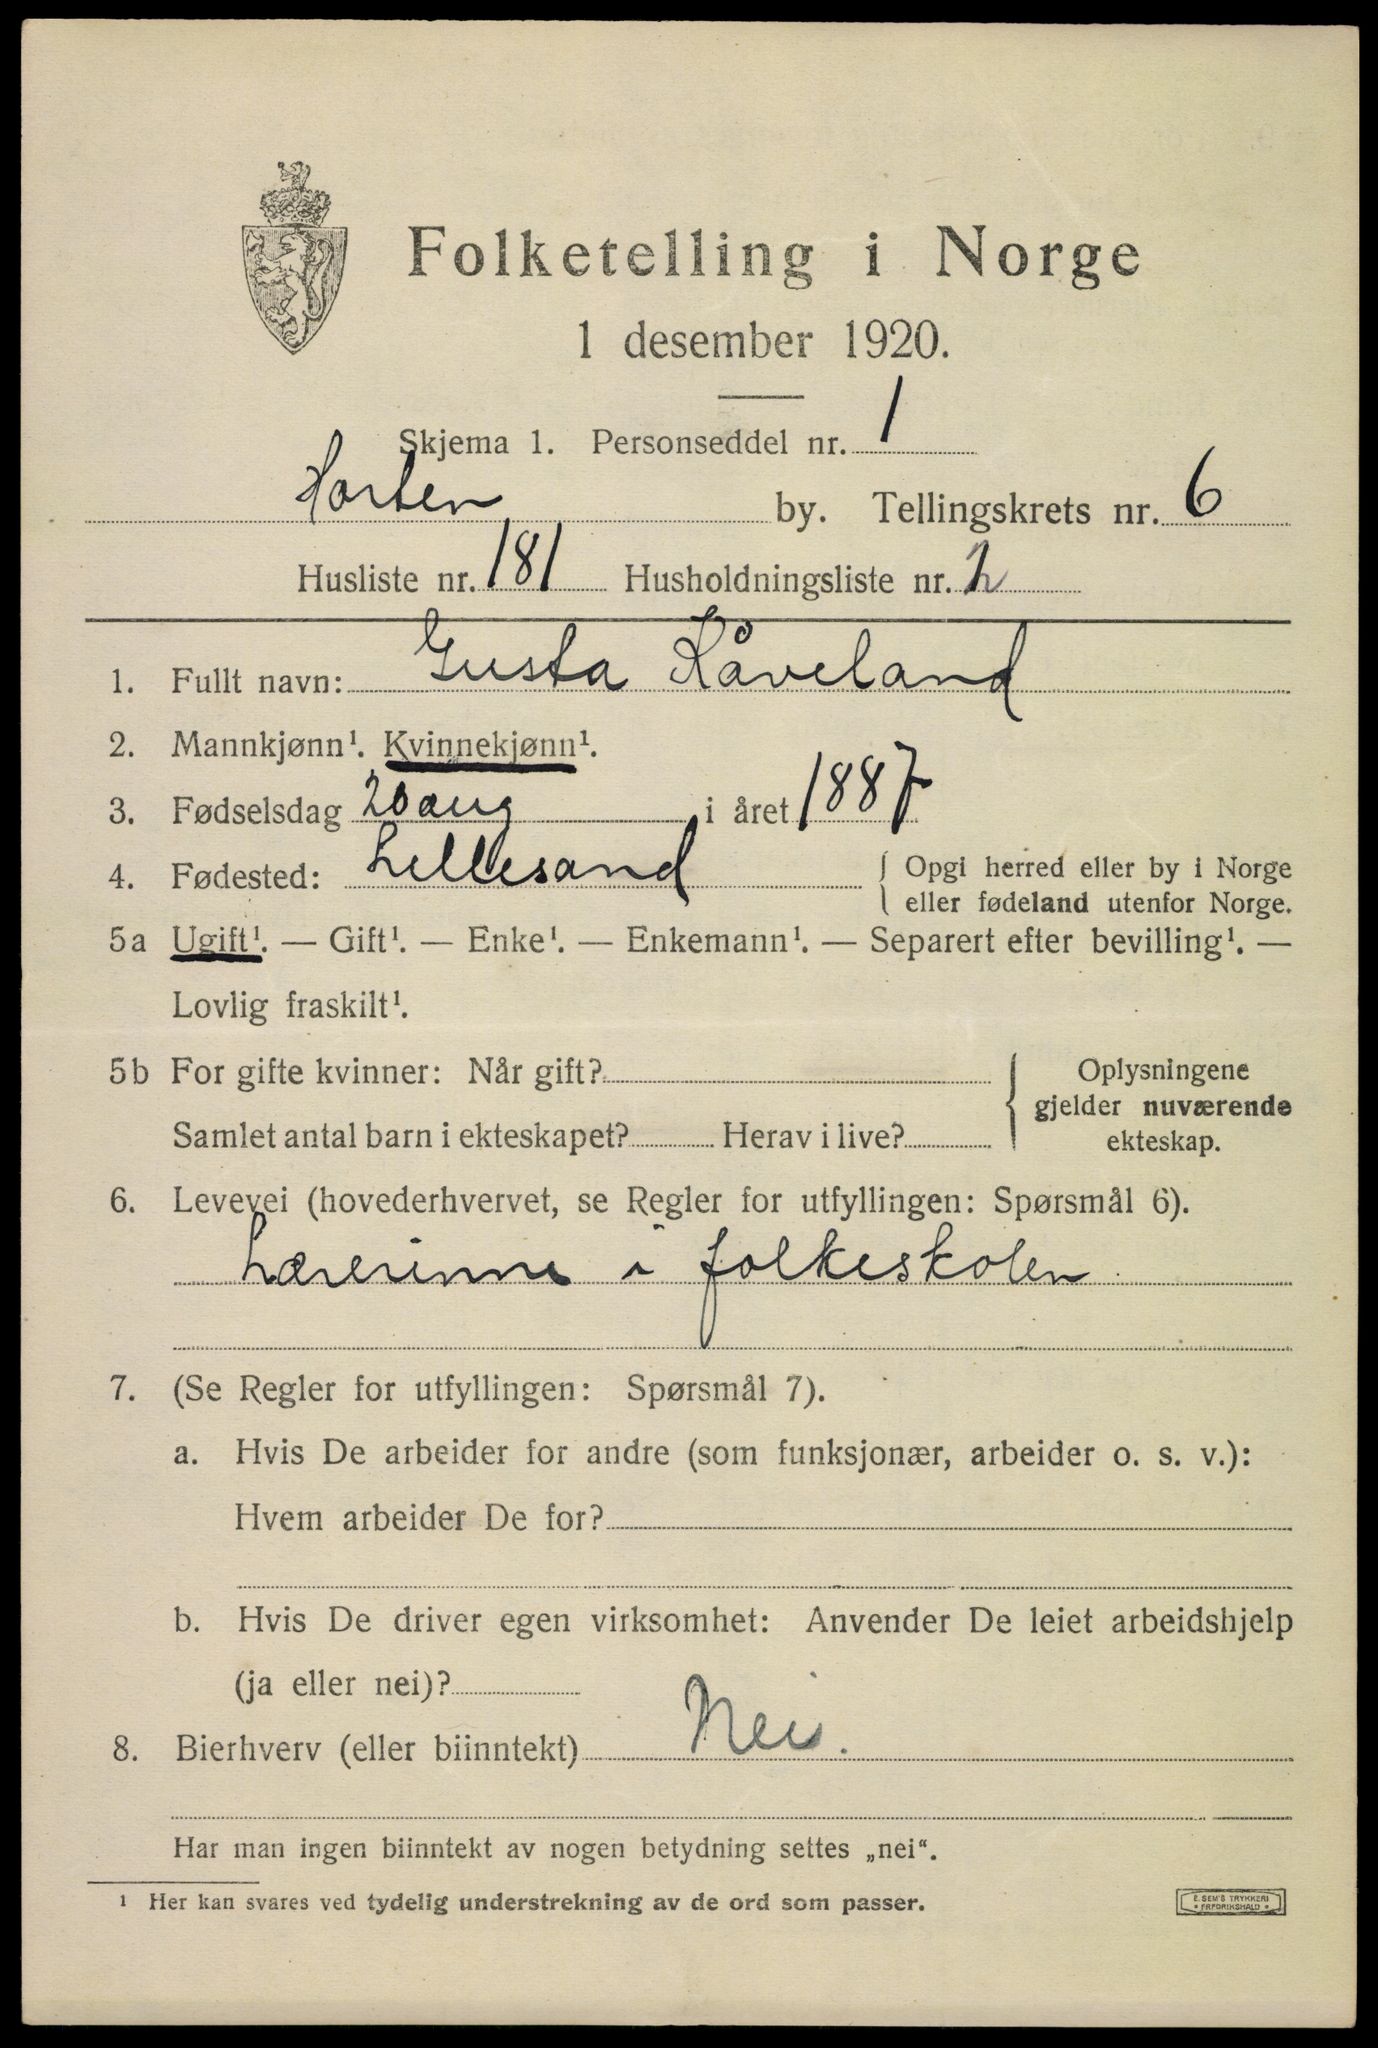 Folketelling i Norge
1 desember 1920.
Skjema 1. Personseddel nr. 1
Horten by. Tellingskrets nr. 6
Husliste nr. 181 Husholdningsliste nr. 2
1. Fullt navn: Gusta Kåveland
2. Mannkjønn¹. Kvinnekjønn¹.
3. Fødselsdag 20 aug i året 1887
4. Fødested: Lillesand { Opgi herred eller by i Norge
eller fødeland utenfor Norge.
5a Ugift¹. — Gift¹. — Enke¹. — Enkemann¹. — Separert efter bevilling¹. —
Lovlig fraskilt¹.
5b For gifte kvinner: Når gift?
Samlet antal barn i ekteskapet? Herav i live?
Oplysningene
gjelder nuværende
ekteskap.
6. Levevei (hovederhvervet, se Regler for utfyllingen: Spørsmål 6).
Lærerinne i folkeskolen
7. (Se Regler for utfyllingen: Spørsmål 7).
a. Hvis De arbeider for andre (som funksjonær, arbeider o. s. v.):
Hvem arbeider De for?
b. Hvis De driver egen virksomhet: Anvender De leiet arbeidshjelp
(ja eller nei)?
8. Bierhverv (eller biinntekt) Nei.
Har man ingen biinntekt av nogen betydning settes „nei“.
¹ Her kan svares ved tydelig understrekning av de ord som passer.
E. SEM'S TRYKKERI
• FREDRIKSHALD •